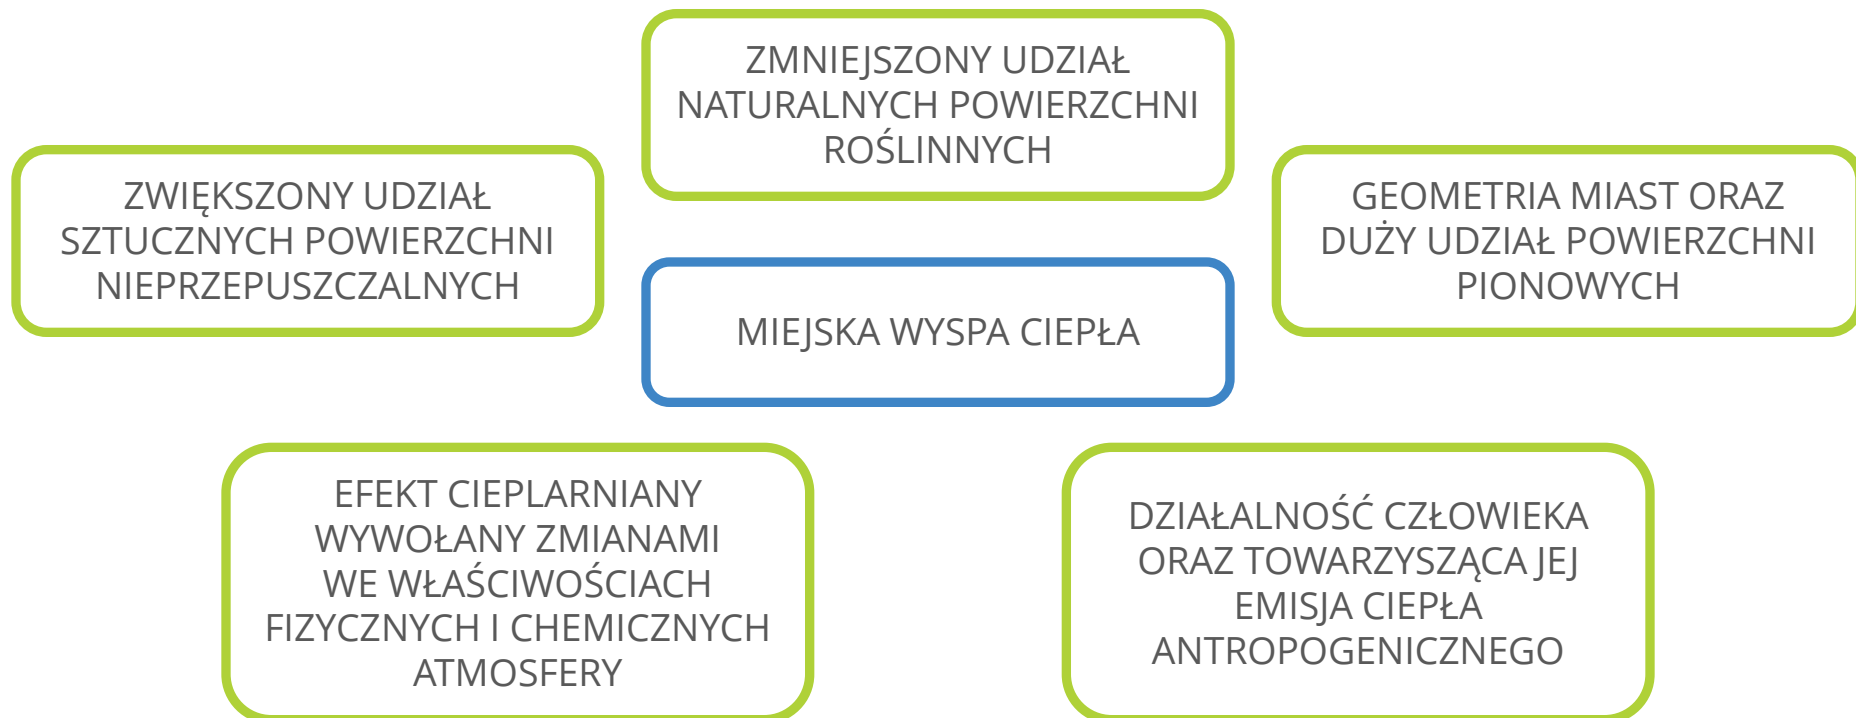 ZMNIEJSZONY UDZIAŁ
NATURALNYCH POWIERZCHNI
ROŚLINNYCH
ZWIĘKSZONY UDZIAŁ
SZTUCZNYCH POWIERZCHNI
NIEPRZEPUSZCZALNYCH
GEOMETRIA MIAST ORAZ
DUŻY UDZIAŁ POWIERZCHNI
PIONOWYCH
MIEJSKA WYSPA CIEPŁA
EFEKT CIEPLARNIANY
WYWOŁANY ZMIANAMI
WE WŁAŚCIWOŚCIACH
FIZYCZNYCH I CHEMICZNYCH
ATMOSFERY
DZIAŁALNOŚĆ CZŁOWIEKA
ORAZ TOWARZYSZĄCA JEJ
EMISJA CIEPŁA
ANTROPOGENICZNEGO